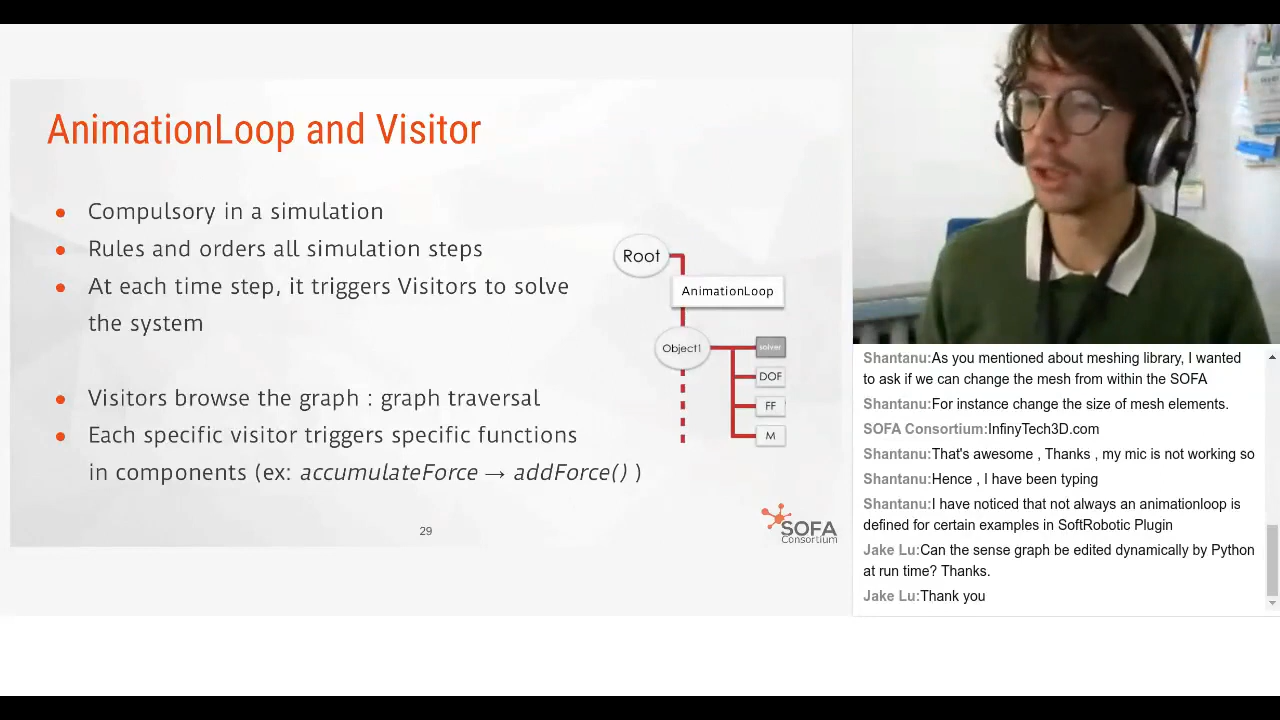 AnimationLoop and Visitor
Compulsory in a simulation
Rules and orders all simulation steps
At each time step, it triggers Visitors to solve
the system
Visitors browse the graph : graph traversal
Each specific visitor triggers specific functions
in components (ex: accumulateForce → addForce() )
Root
AnimationLoop
Object1
solver
DOF
FF
M
29
SOFA
Consortium
Shantanu:As you mentioned about meshing library, I wanted
to ask if we can change the mesh from within the SOFA
Shantanu:For instance change the size of mesh elements.
SOFA Consortium:InfinyTech3D.com
Shantanu:That's awesome , Thanks , my mic is not working so
Shantanu:Hence , I have been typing
Shantanu:I have noticed that not always an animationloop is
defined for certain examples in SoftRobotic Plugin
Jake Lu:Can the sense graph be edited dynamically by Python
at run time? Thanks.
Jake Lu:Thank you